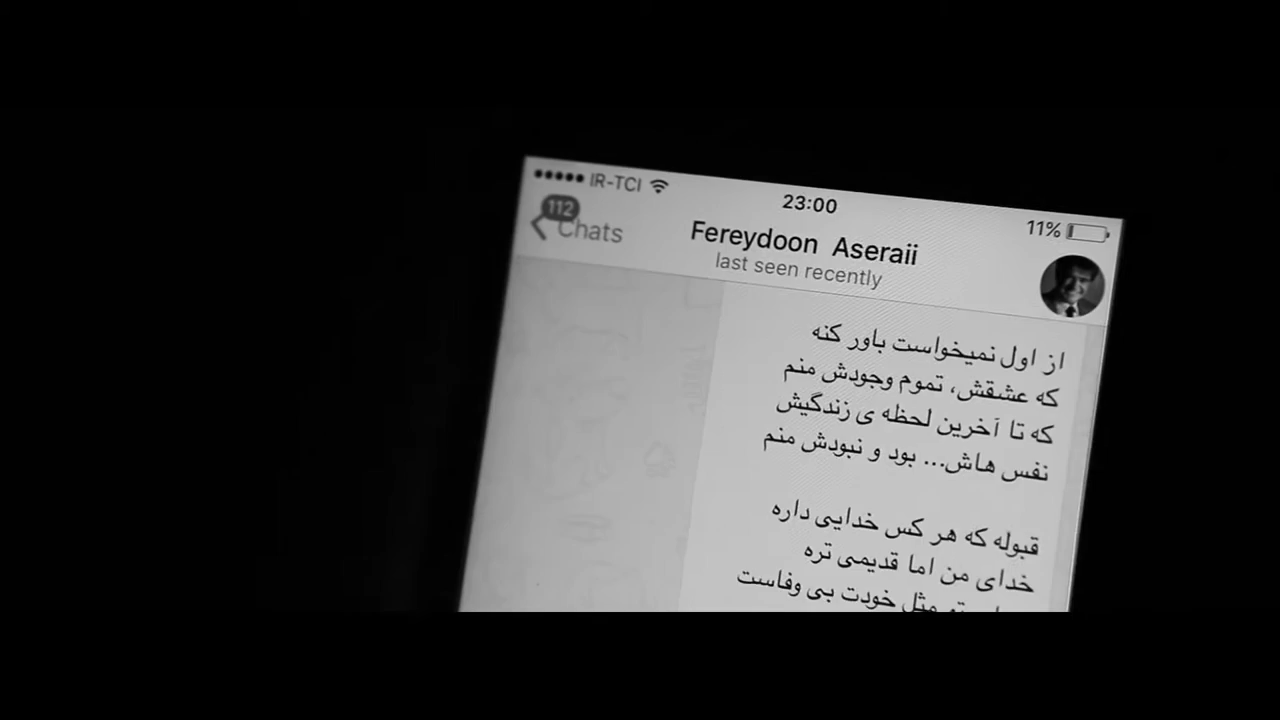 IR-TCI
23:00
11%
112
Chats
Fereydoon Aseraii
last seen recently
از اول نمیخواست باور کنه
که عشقش، تموم وجودش منم
که تا آخرین لحظه ی زندگیش
نفس هاش... بود و نبودش منم
قبوله که هر کس خدایی داره
خدای من اما قدیمی تره
مثل خودت بی وفاست